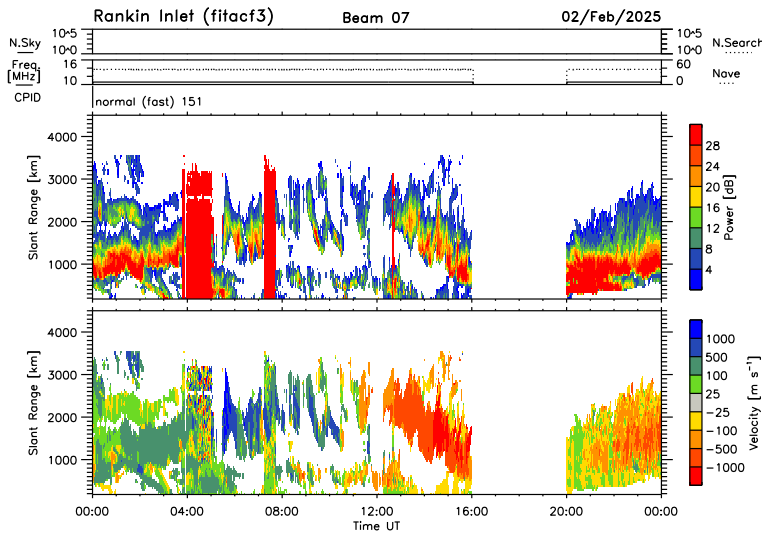 Rankin Inlet (fitacf3) Beam 07 02/Feb/2025
10^5 10^5
N.Sky N.Search
10^0 10^0
Freq. 16 60
[MHz] Nave
10 0
CPID normal (fast) 151
Slant Range [km]
4000
3000
2000
1000
28
24
20
16
12
8
4
Power [dB]
Slant Range [km]
4000
3000
2000
1000
1000
500
100
25
-25
-100
-500
-1000
Velocity [m s^-1]
00:00 04:00 08:00 12:00 16:00 20:00 00:00
Time UT